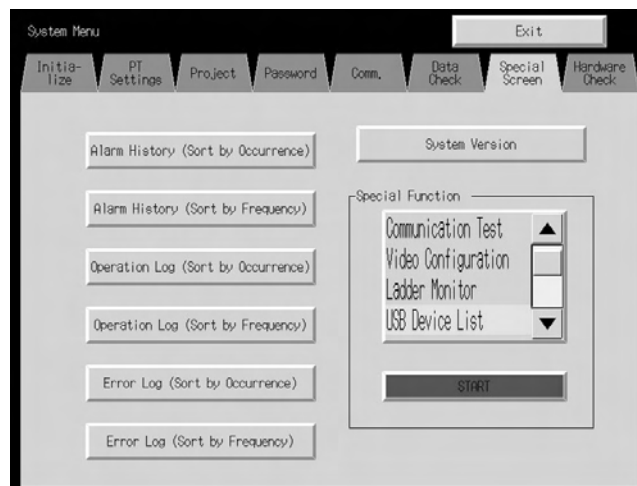 System Menu
Exit
Initia-
lize
PT
Settings
Project
Password
Comm.
Data
Check
Special
Screen
Hardware
Check
Alarm History (Sort by Occurrence)
Alarm History (Sort by Frequency)
Operation Log (Sort by Occurrence)
Operation Log (Sort by Frequency)
Error Log (Sort by Occurrence)
Error Log (Sort by Frequency)
System Version
Special Function
Communication Test
Video Configuration
Ladder Monitor
USB Device List
START